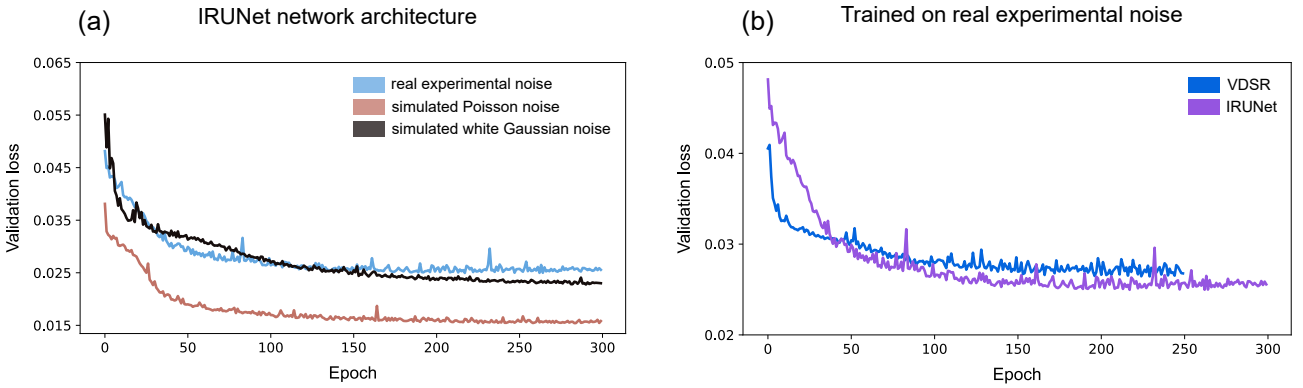 (a)
IRUNet network architecture
0.065
0.055
0.045
0.035
0.025
0.015
Validation loss
real experimental noise
simulated Poisson noise
simulated white Gaussian noise
0
50
100
150
200
250
300
Epoch
(b)
Trained on real experimental noise
0.05
0.04
0.03
0.02
Validation loss
VDSR
IRUNet
0
50
100
150
200
250
300
Epoch